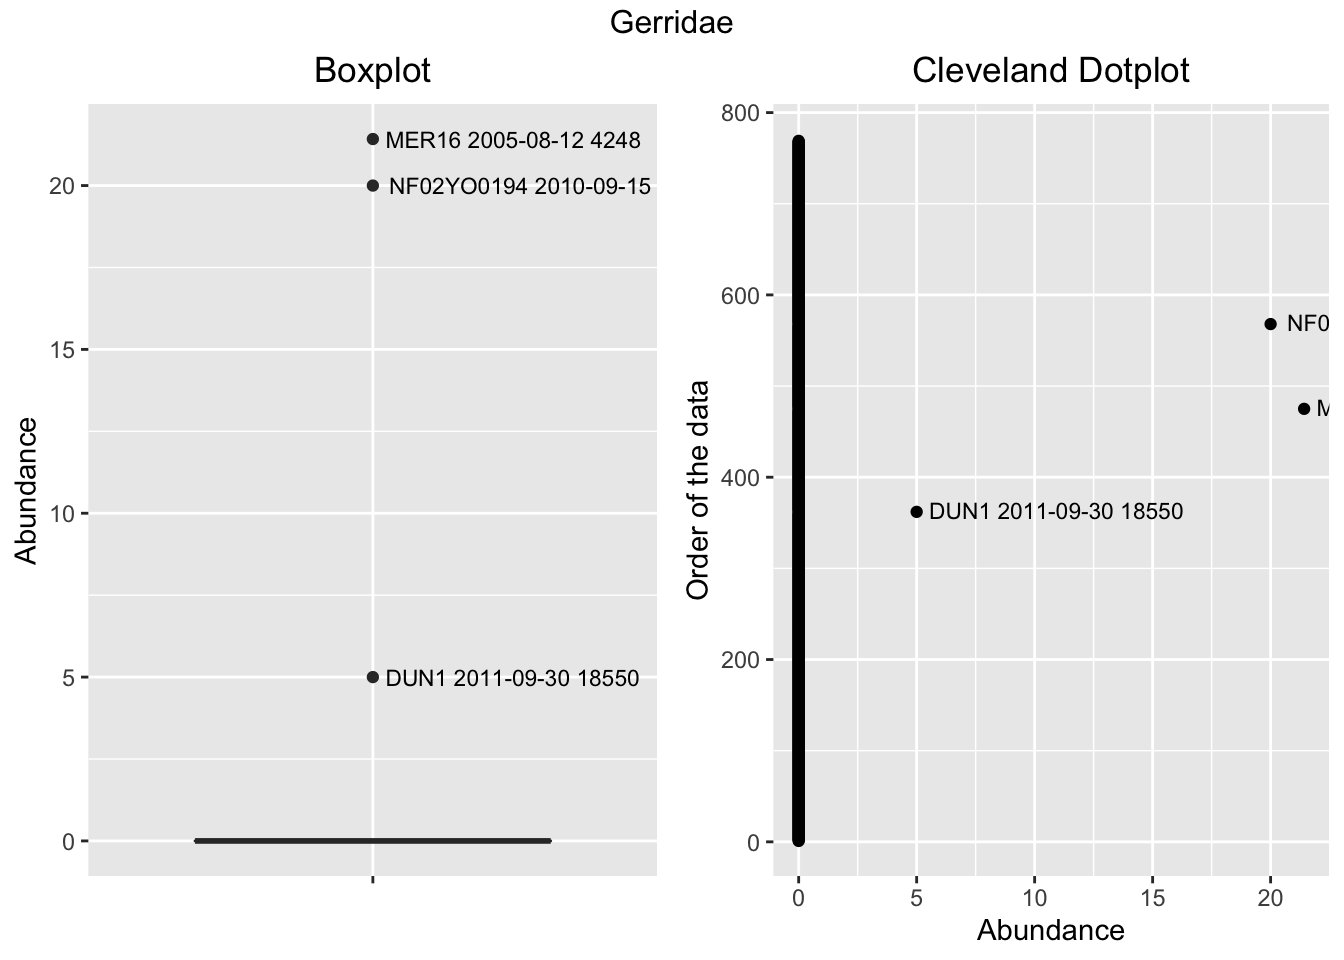 Gerridae
Boxplot
Abundance
20
15
10
5
0
MER16 2005-08-12 4248
NF02YO0194 2010-09-15
DUN1 2011-09-30 18550
Cleveland Dotplot
Order of the data
800
600
400
200
0
NF0
M
DUN1 2011-09-30 18550
0 5 10 15 20
Abundance